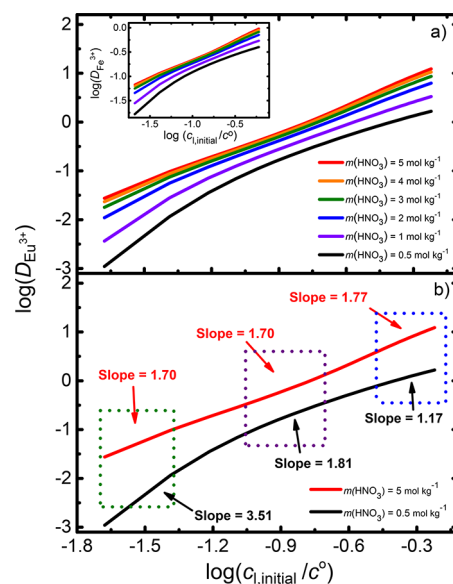 a)
log(D_Fe³⁺)
0.0
-0.5
-1.0
-1.5
-1.5 -1.0 -0.5
log (c_l,initial/c°)
2
1
0
-1
-2
-3
m(HNO₃) = 5 mol kg⁻¹
m(HNO₃) = 4 mol kg⁻¹
m(HNO₃) = 3 mol kg⁻¹
m(HNO₃) = 2 mol kg⁻¹
m(HNO₃) = 1 mol kg⁻¹
m(HNO₃) = 0.5 mol kg⁻¹
log(D_Eu³⁺)
b)
2
1
0
-1
-2
-3
Slope = 1.77
Slope = 1.70
Slope = 1.70
Slope = 1.17
Slope = 1.81
Slope = 3.51
m(HNO₃) = 5 mol kg⁻¹
m(HNO₃) = 0.5 mol kg⁻¹
-1.8 -1.5 -1.2 -0.9 -0.6 -0.3
log(c_l,initial/c°)